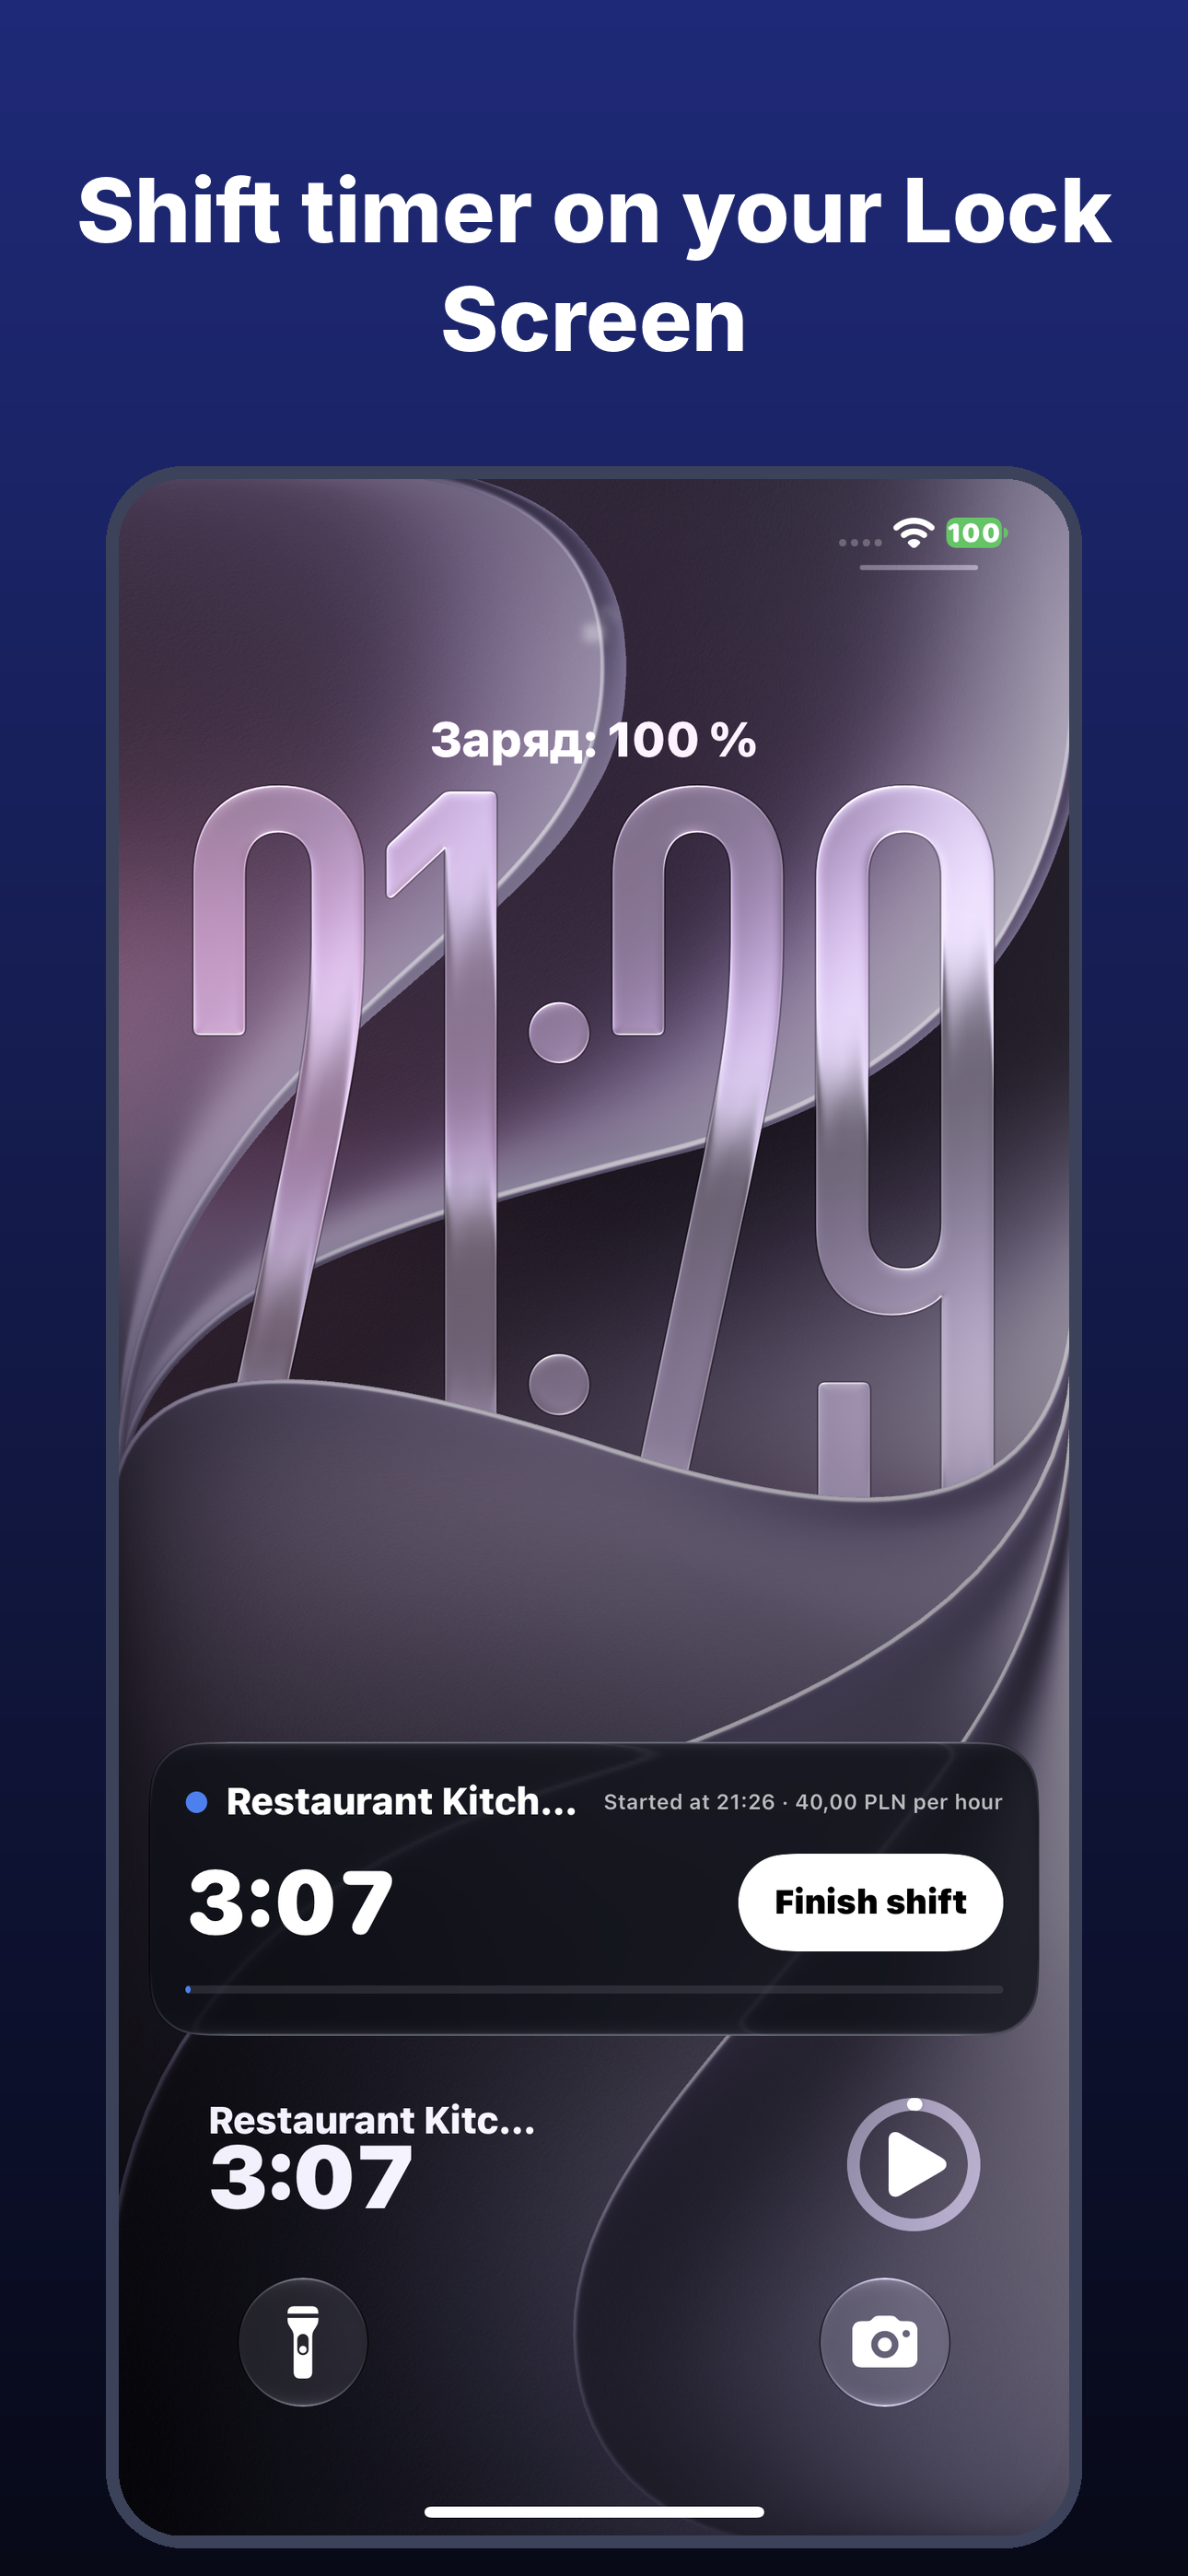 Shift timer on your Lock
Screen
100
Заряд: 100 %
21:29
Restaurant Kitch...
Started at 21:26 · 40,00 PLN per hour
3:07
Finish shift
Restaurant Kitc...
3:07